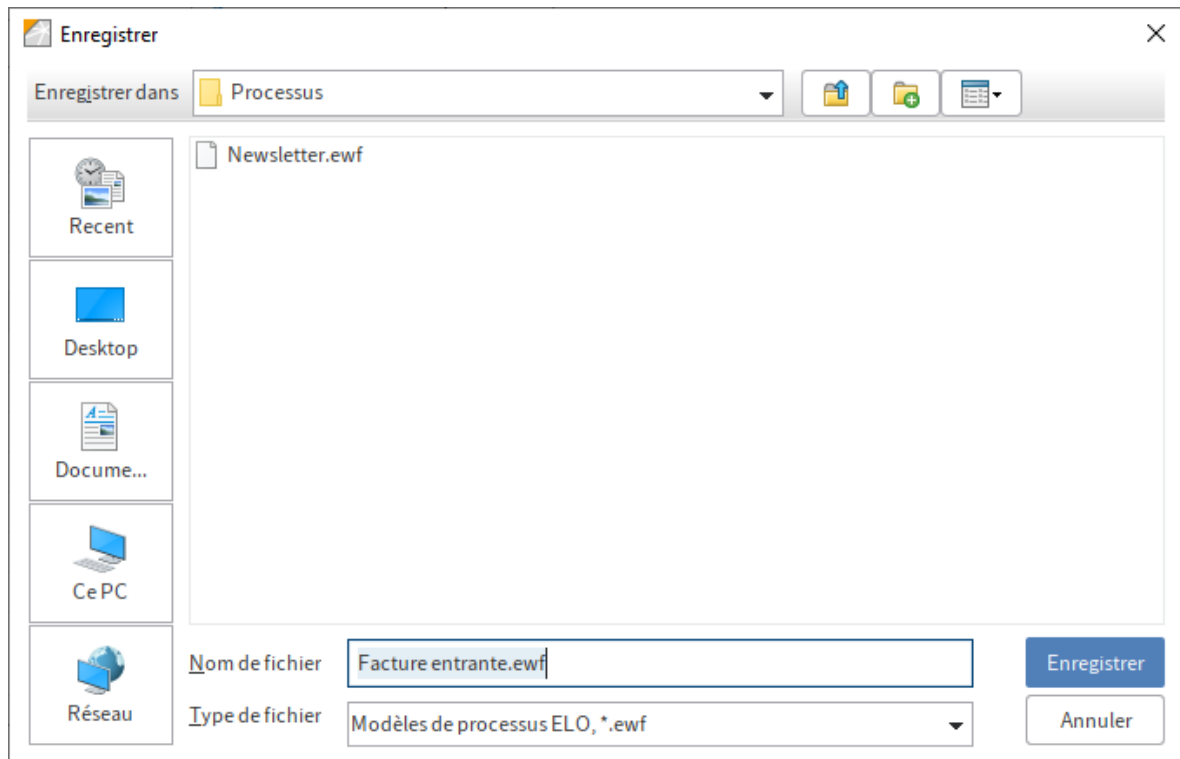 Enregistrer
Enregistrer dans Processus
Newsletter.ewf
Recent
Desktop
Docume...
Ce PC
Réseau
Nom de fichier Facture entrante.ewf Enregistrer
Type de fichier Modèles de processus ELO, *.ewf Annuler